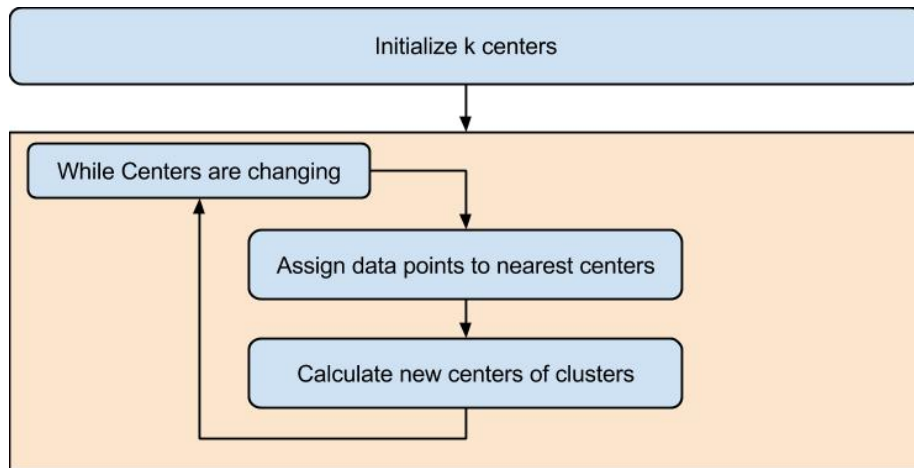 Initialize k centers
While Centers are changing
Assign data points to nearest centers
Calculate new centers of clusters